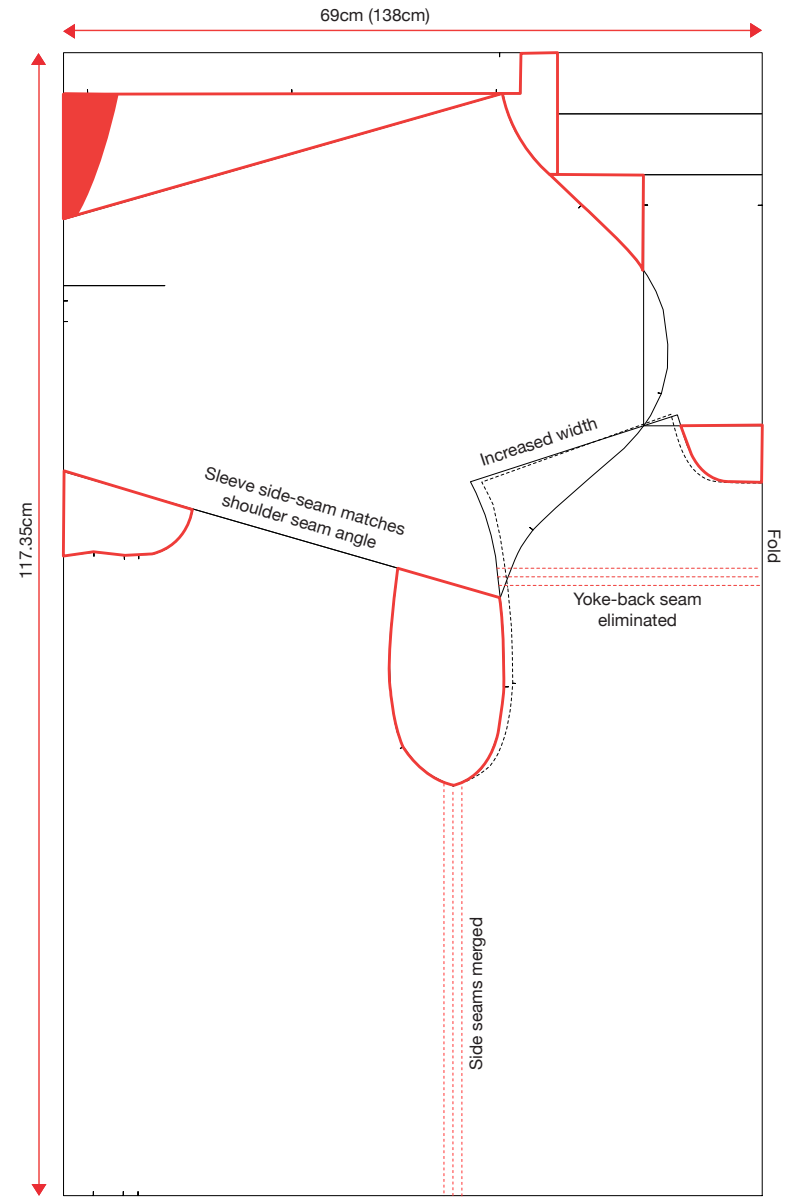 69cm (138cm)
Increased width
Sleeve side-seam matches
shoulder seam angle
117.35cm
Fold
Yoke-back seam
eliminated
Side seams merged